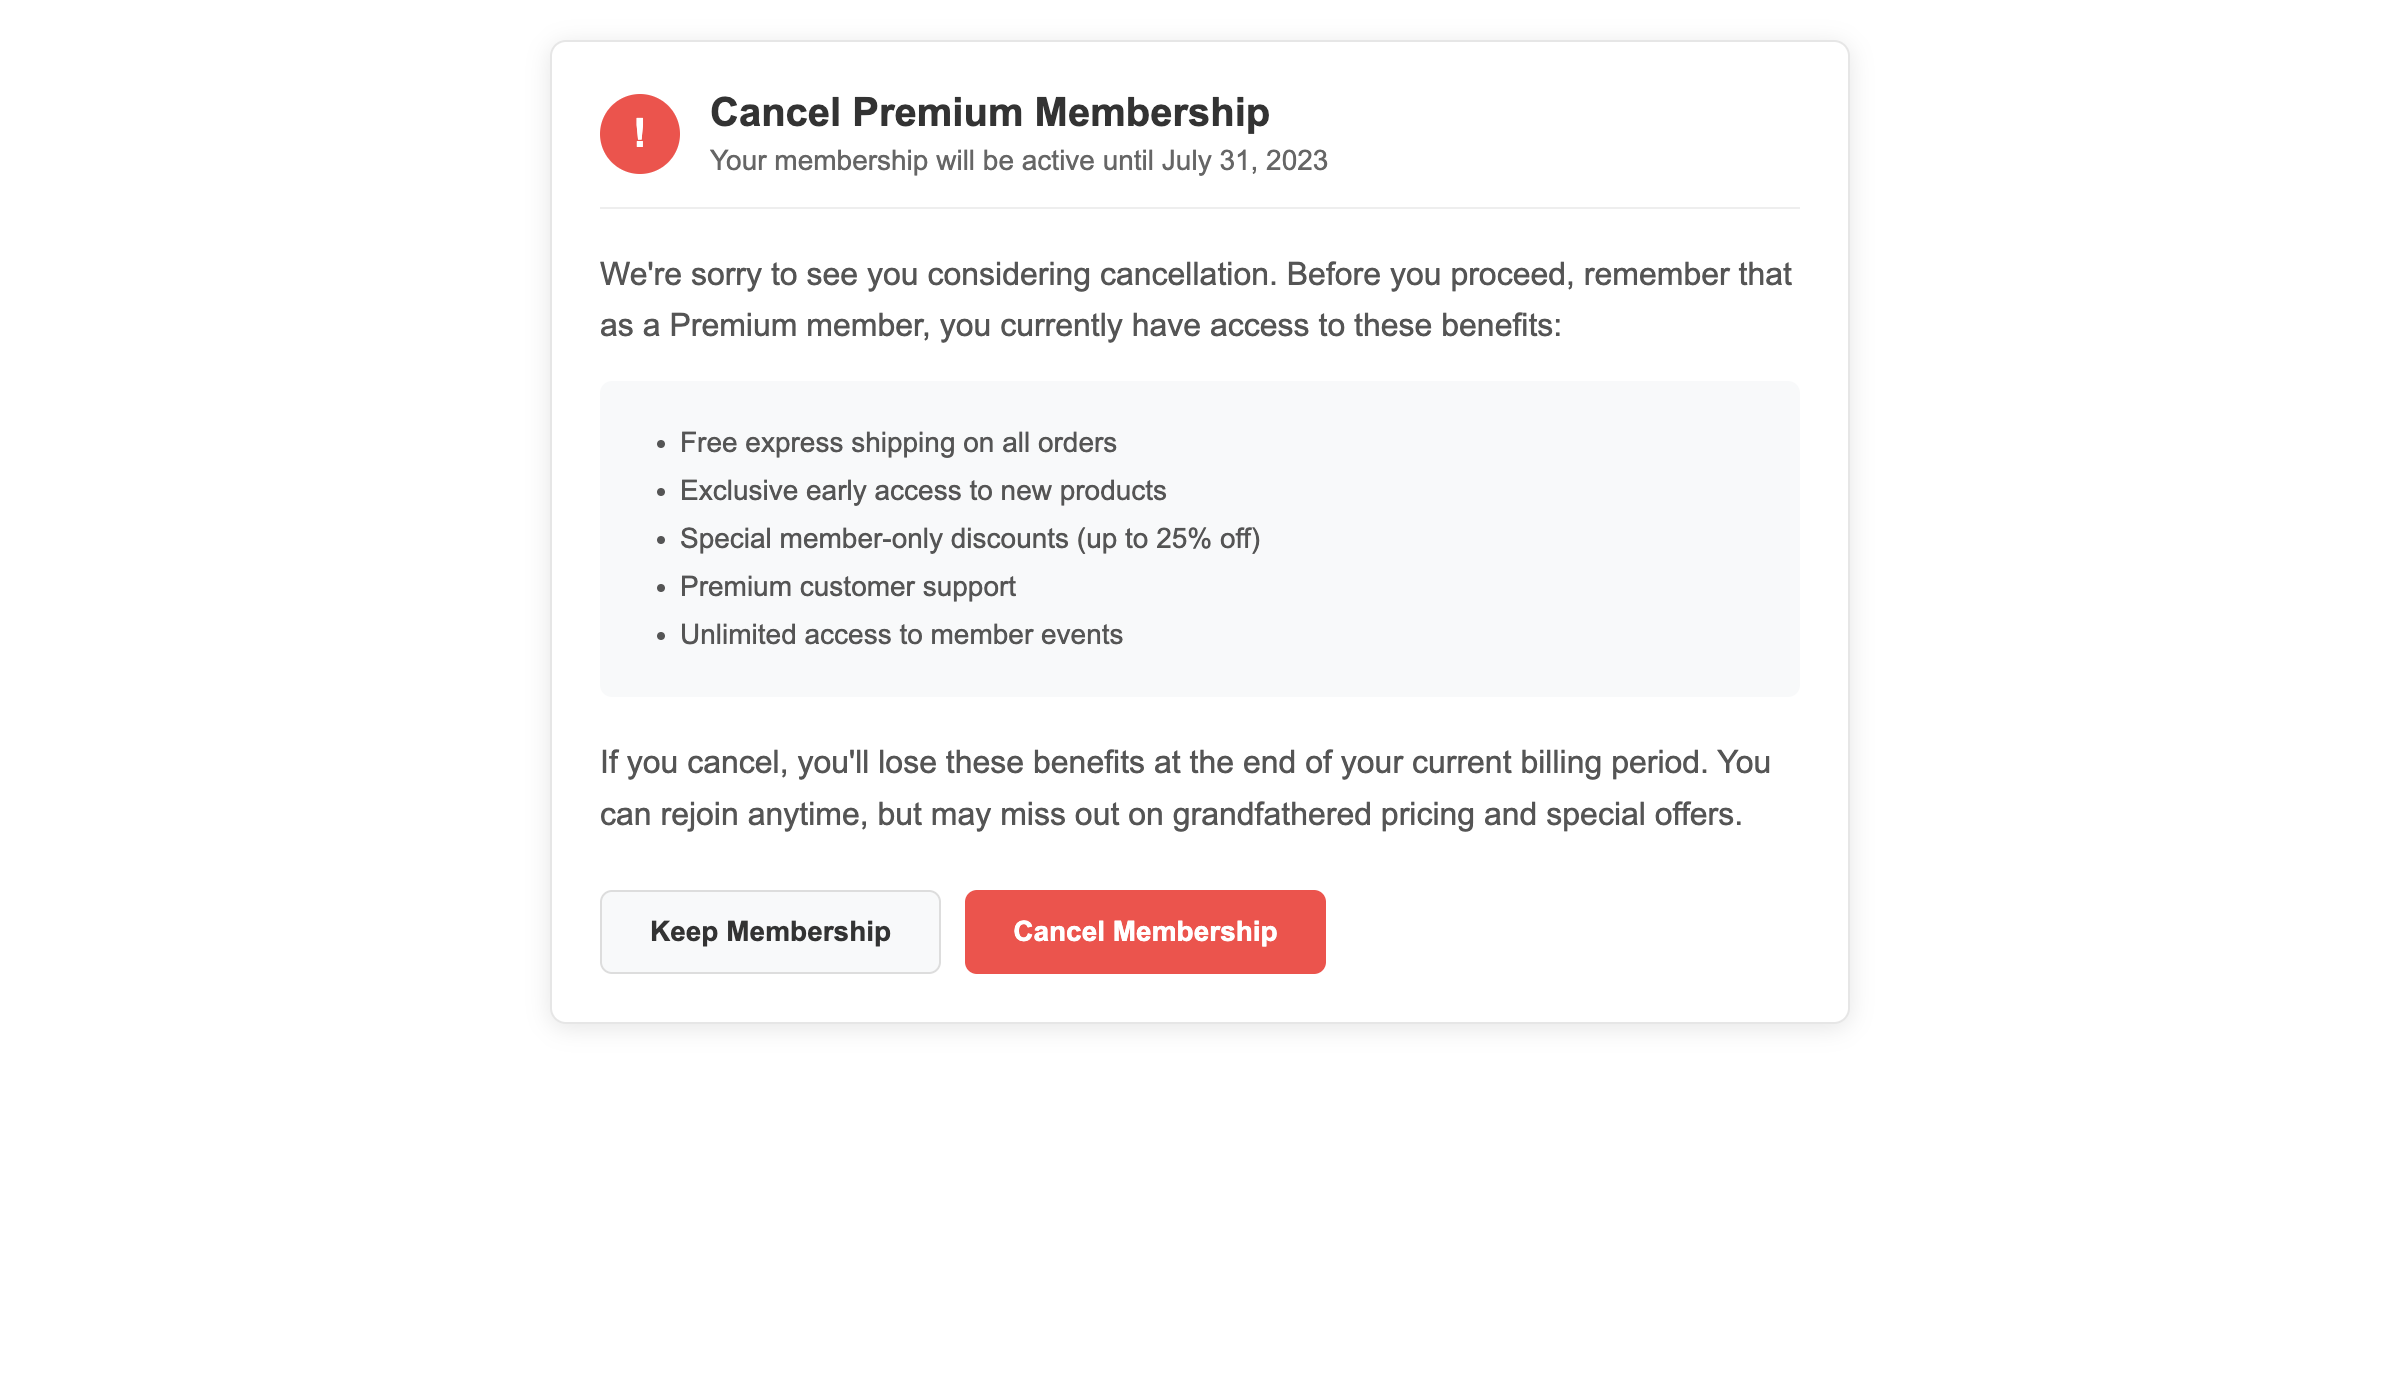 !
Cancel Premium Membership
Your membership will be active until July 31, 2023
We're sorry to see you considering cancellation. Before you proceed, remember that
as a Premium member, you currently have access to these benefits:
• Free express shipping on all orders
• Exclusive early access to new products
• Special member-only discounts (up to 25% off)
• Premium customer support
• Unlimited access to member events
If you cancel, you'll lose these benefits at the end of your current billing period. You
can rejoin anytime, but may miss out on grandfathered pricing and special offers.
Keep Membership
Cancel Membership